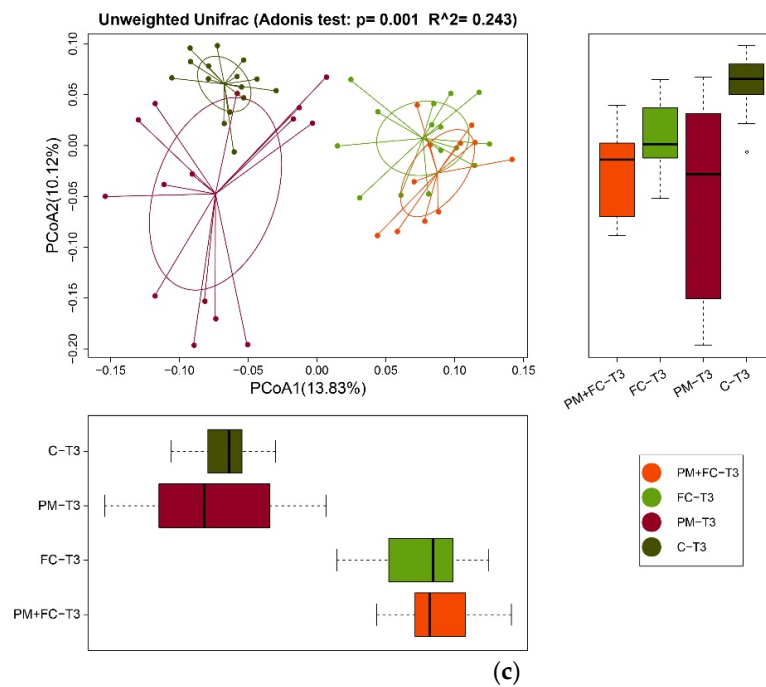 Unweighted Unifrac (Adonis test: p= 0.001 R^2= 0.243)
PCoA2(10.12%)
0.10
0.05
0.00
−0.05
−0.10
−0.15
−0.20
−0.15
−0.10
−0.05
0.00
0.05
0.10
0.15
PCoA1(13.83%)
PM+FC−T3
FC−T3
PM−T3
C−T3
C−T3
PM−T3
FC−T3
PM+FC−T3
PM+FC−T3
FC−T3
PM−T3
C−T3
(c)